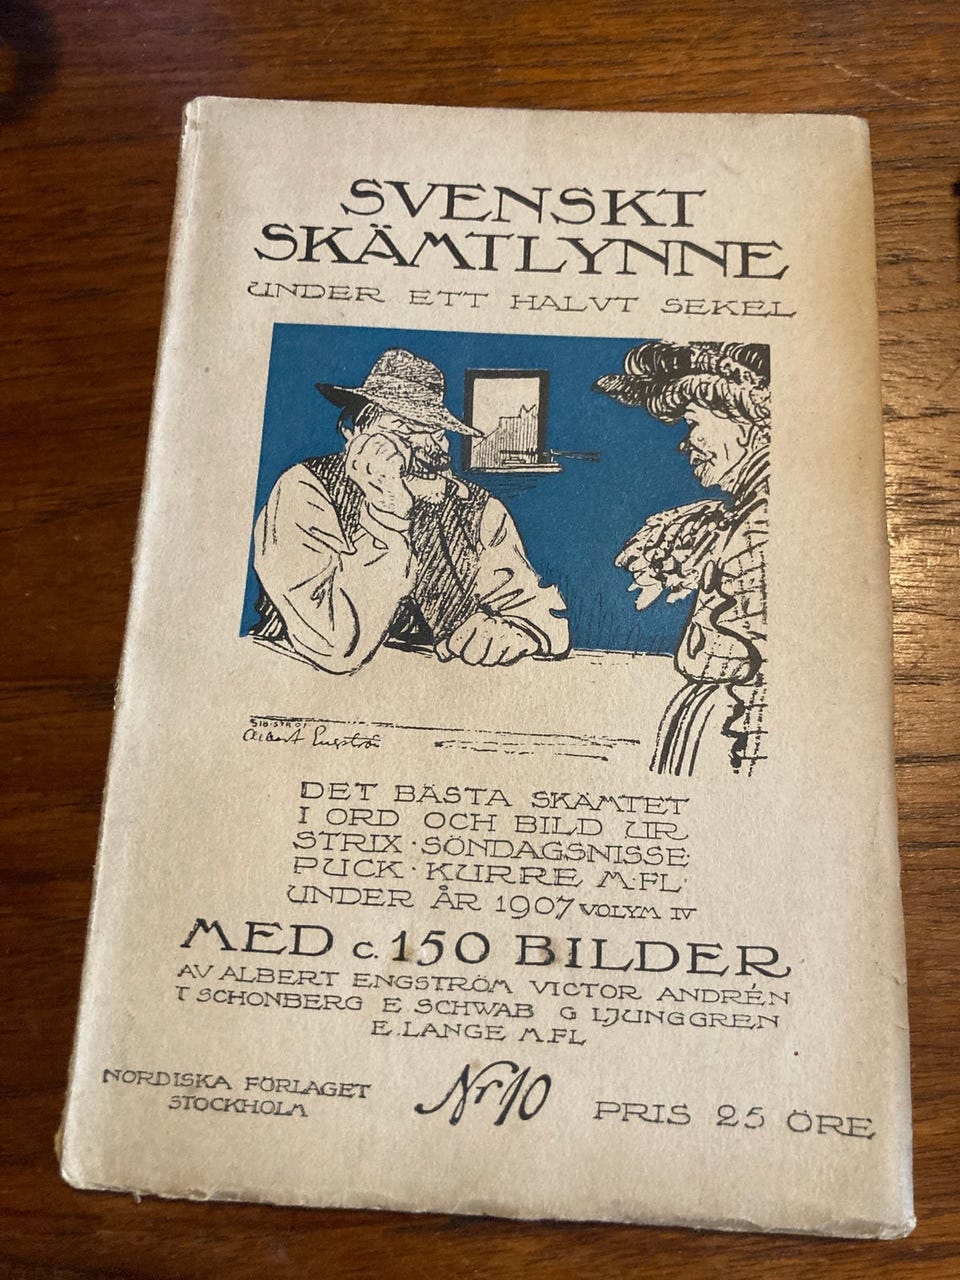 SVENSKT
SKÄMTLYNNE
UNDER ETT HALVT SEKEL
Albert Engström
DET BÄSTA SKÄMTET
I ORD OCH BILD UR
STRIX · SÖNDAGSNISSE
PUCK · KURRE M·FL·
UNDER ÅR 1907 VOLYM IV
MED c. 150 BILDER
AV ALBERT ENGSTRÖM VICTOR ANDRÉN
T SCHONBERG E SCHWAB G LJUNGGREN
E. LANGE M.FL
NORDISKA FÖRLAGET
STOCKHOLM
Nr 10
PRIS 25 ÖRE